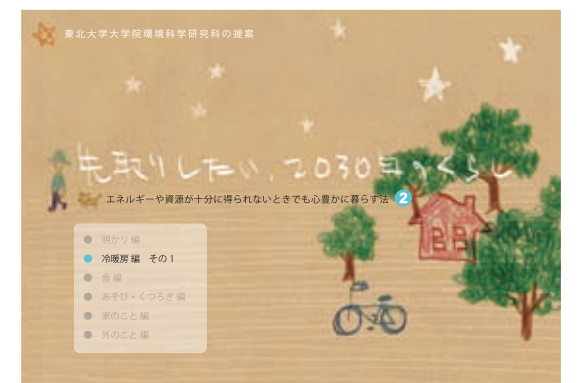 東北大学大学院環境科学研究科の提案
先取りしたい、2030年のくらし
エネルギーや資源が十分に得られないときでも心豊かに暮らす法 2
明かり 編
冷暖房 編　その 1
食 編
あそび・くつろぎ 編
家のこと 編
外のこと 編